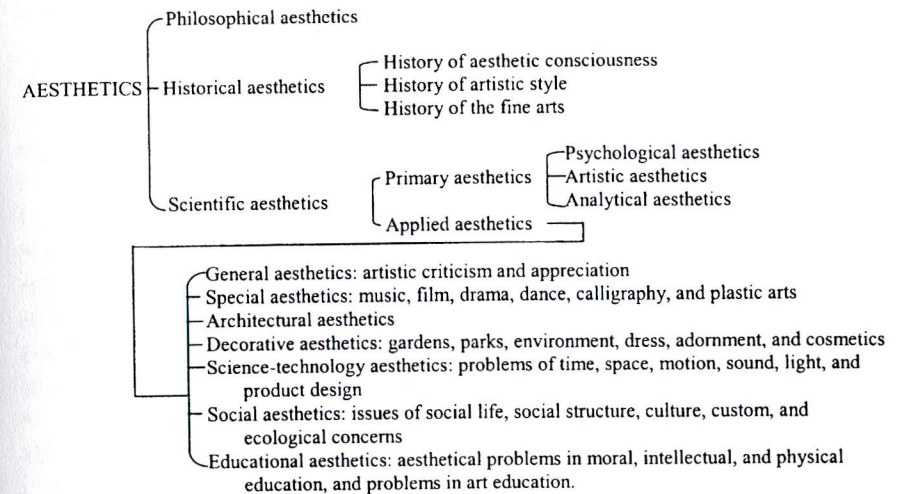 Philosophical aesthetics
AESTHETICS
Historical aesthetics
History of aesthetic consciousness
History of artistic style
History of the fine arts
Scientific aesthetics
Primary aesthetics
Psychological aesthetics
Artistic aesthetics
Analytical aesthetics
Applied aesthetics
General aesthetics: artistic criticism and appreciation
Special aesthetics: music, film, drama, dance, calligraphy, and plastic arts
Architectural aesthetics
Decorative aesthetics: gardens, parks, environment, dress, adornment, and cosmetics
Science-technology aesthetics: problems of time, space, motion, sound, light, and
product design
Social aesthetics: issues of social life, social structure, culture, custom, and
ecological concerns
Educational aesthetics: aesthetical problems in moral, intellectual, and physical
education, and problems in art education.